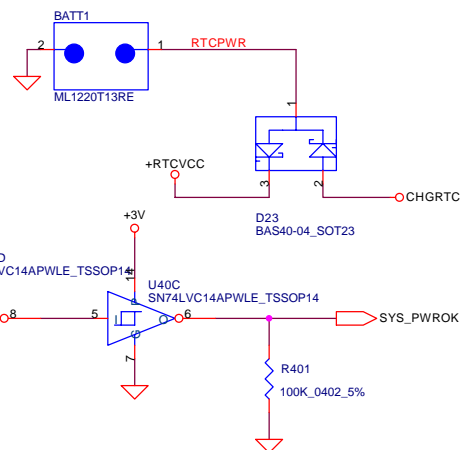 BATT1
2
1
RTCPWR
ML1220T13RE
1
+RTCVCC
3
2
CHGRTC
D23
BAS40-04_SOT23
+3V
D
VC14APWLE_TSSOP14
14
U40C
SN74LVC14APWLE_TSSOP14
8
5
6
SYS_PWROK
7
R401
100K_0402_5%